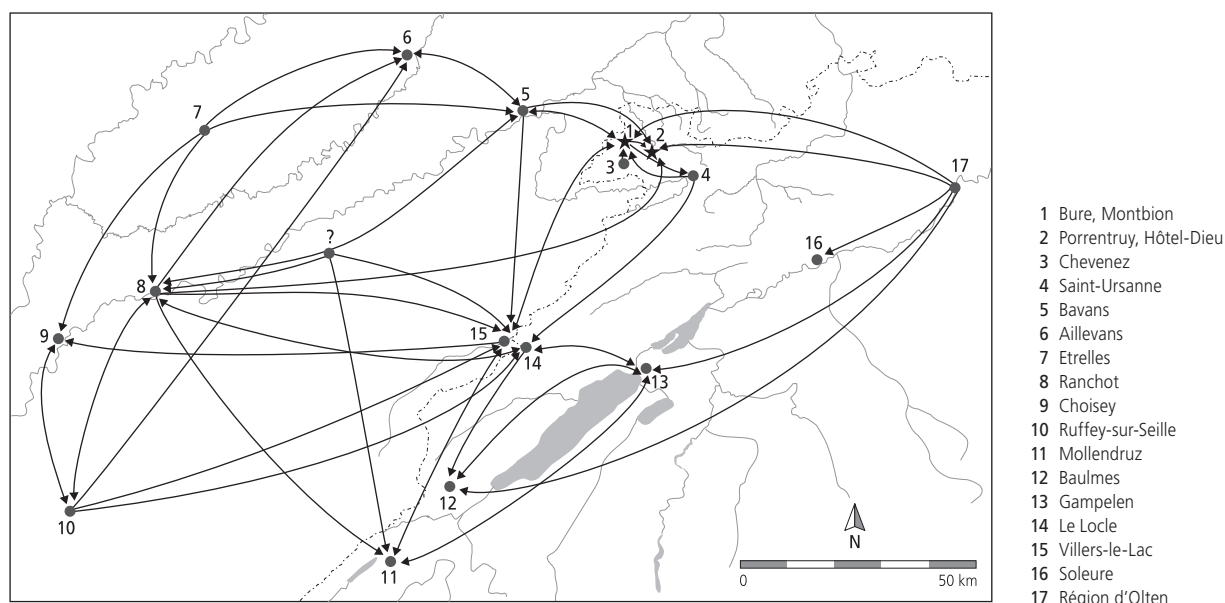 6
5
7
1
2
3
4
17
?
16
8
9
15
14
13
12
10
11
N
0
50 km
1 Bure, Montbion
2 Porrentruy, Hôtel-Dieu
3 Chevenez
4 Saint-Ursanne
5 Bavans
6 Aillevans
7 Etrelles
8 Ranchot
9 Choisey
10 Ruffey-sur-Seille
11 Mollendruz
12 Baulmes
13 Gampelen
14 Le Locle
15 Villers-le-Lac
16 Soleure
17 Région d'Olten